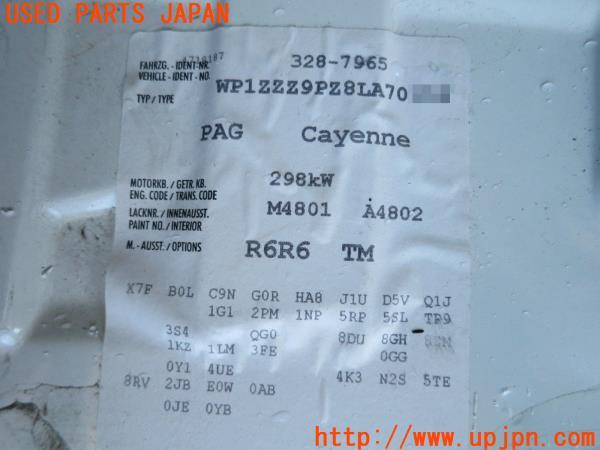 USED PARTS JAPAN
4719187
FAHRZG. - IDENT-NR. 328-7965
VEHICLE - IDENT - NO. WP1ZZZ9PZ8LA70
TYP / TYPE
PAG Cayenne
MOTORKB. / GETR. KB. 298kW
ENG. CODE / TRANS. CODE
LACKNR. / INNENAUSST. M4801 A4802
PAINT NO. / INTERIOR
M. - AUSST. / OPTIONS R6R6 TM
X7F B0L C9N G0R HA8 J1U D5V Q1J
1G1 2PM 1NP 5RP 5SL TP9
3S4 QG0 8DU 8GH
1KZ 1LM 3FE 0GG
0Y1 4UE
8RV 2JB E0W 0AB 4K3 N2S 5TE
0JE 0YB
http://www.upjpn.com/